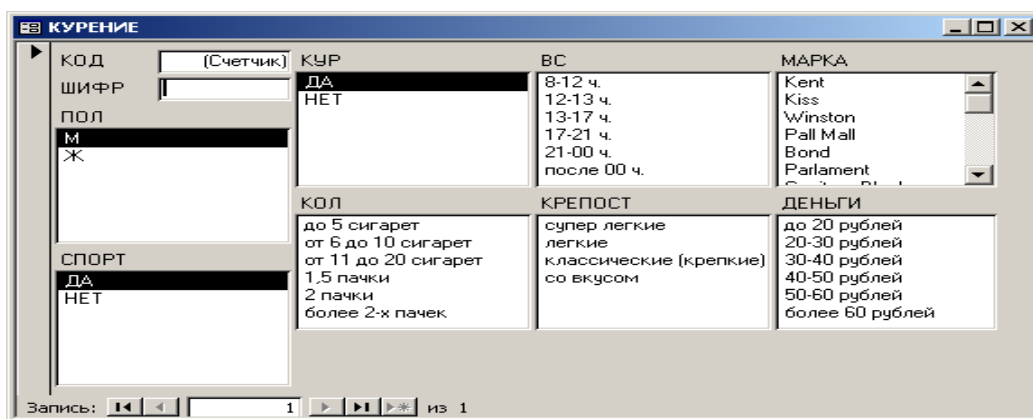 КУРЕНИЕ
КОД (Счетчик)
ШИФР
ПОЛ
М
Ж
СПОРТ
ДА
НЕТ
КУР
ДА
НЕТ
ВС
8-12 ч.
12-13 ч.
13-17 ч.
17-21 ч.
21-00 ч.
после 00 ч.
МАРКА
Kent
Kiss
Winston
Pall Mall
Bond
Parlament
КОЛ
до 5 сигарет
от 6 до 10 сигарет
от 11 до 20 сигарет
1,5 пачки
2 пачки
более 2-х пачек
КРЕПОСТ
супер легкие
легкие
классические (крепкие)
со вкусом
ДЕНЬГИ
до 20 рублей
20-30 рублей
30-40 рублей
40-50 рублей
50-60 рублей
более 60 рублей
Запись: 1 из 1